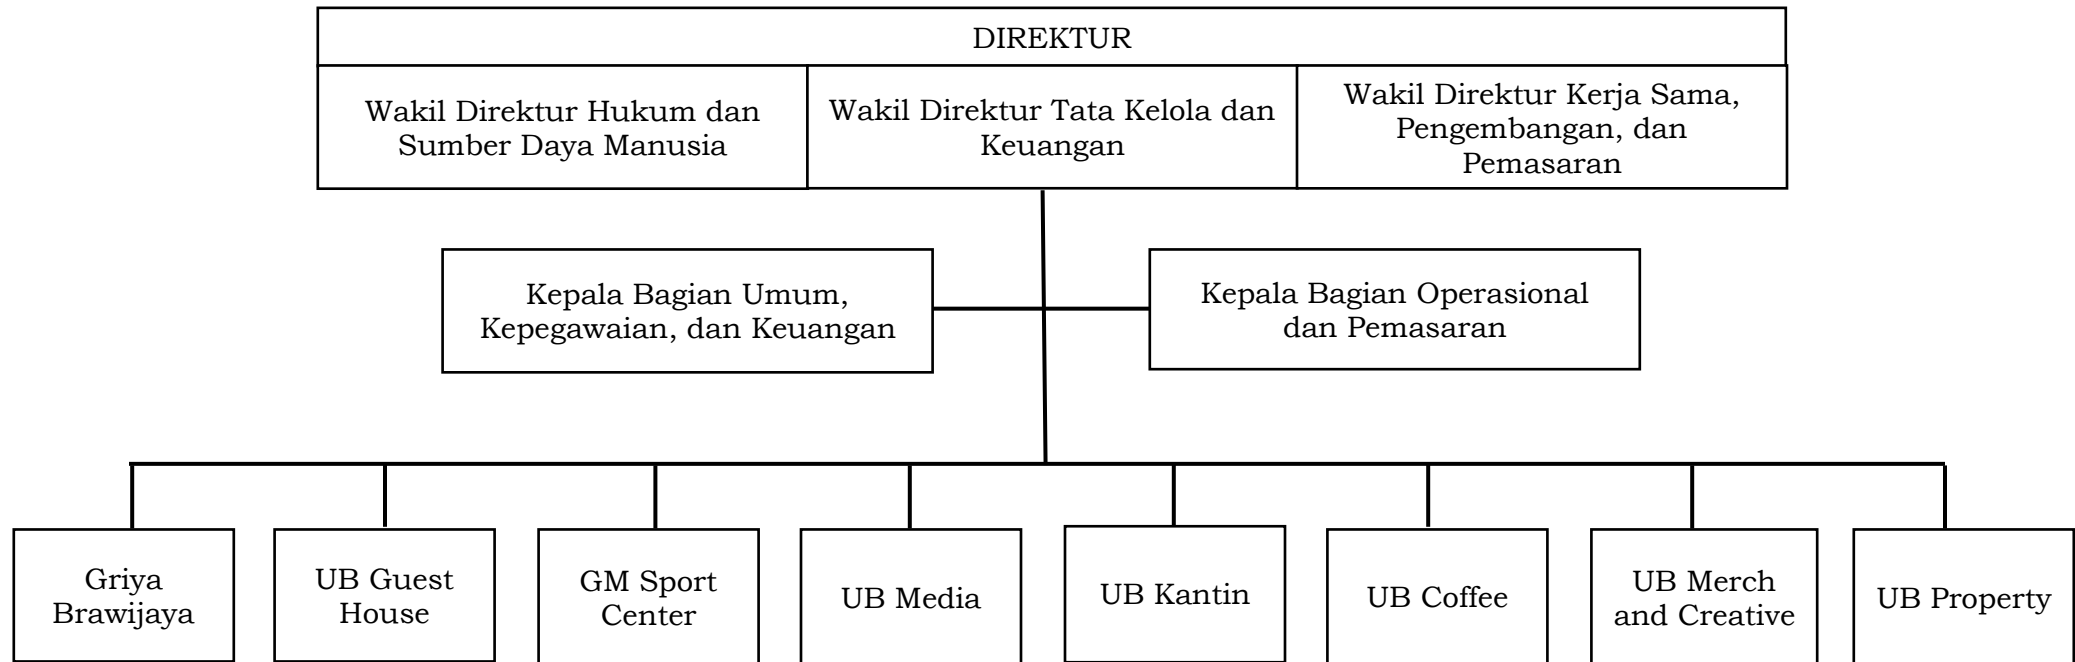 DIREKTUR
Wakil Direktur Hukum dan
Sumber Daya Manusia
Wakil Direktur Tata Kelola dan
Keuangan
Wakil Direktur Kerja Sama,
Pengembangan, dan
Pemasaran
Kepala Bagian Umum,
Kepegawaian, dan Keuangan
Kepala Bagian Operasional
dan Pemasaran
Griya
Brawijaya
UB Guest
House
GM Sport
Center
UB Media
UB Kantin
UB Coffee
UB Merch
and Creative
UB Property